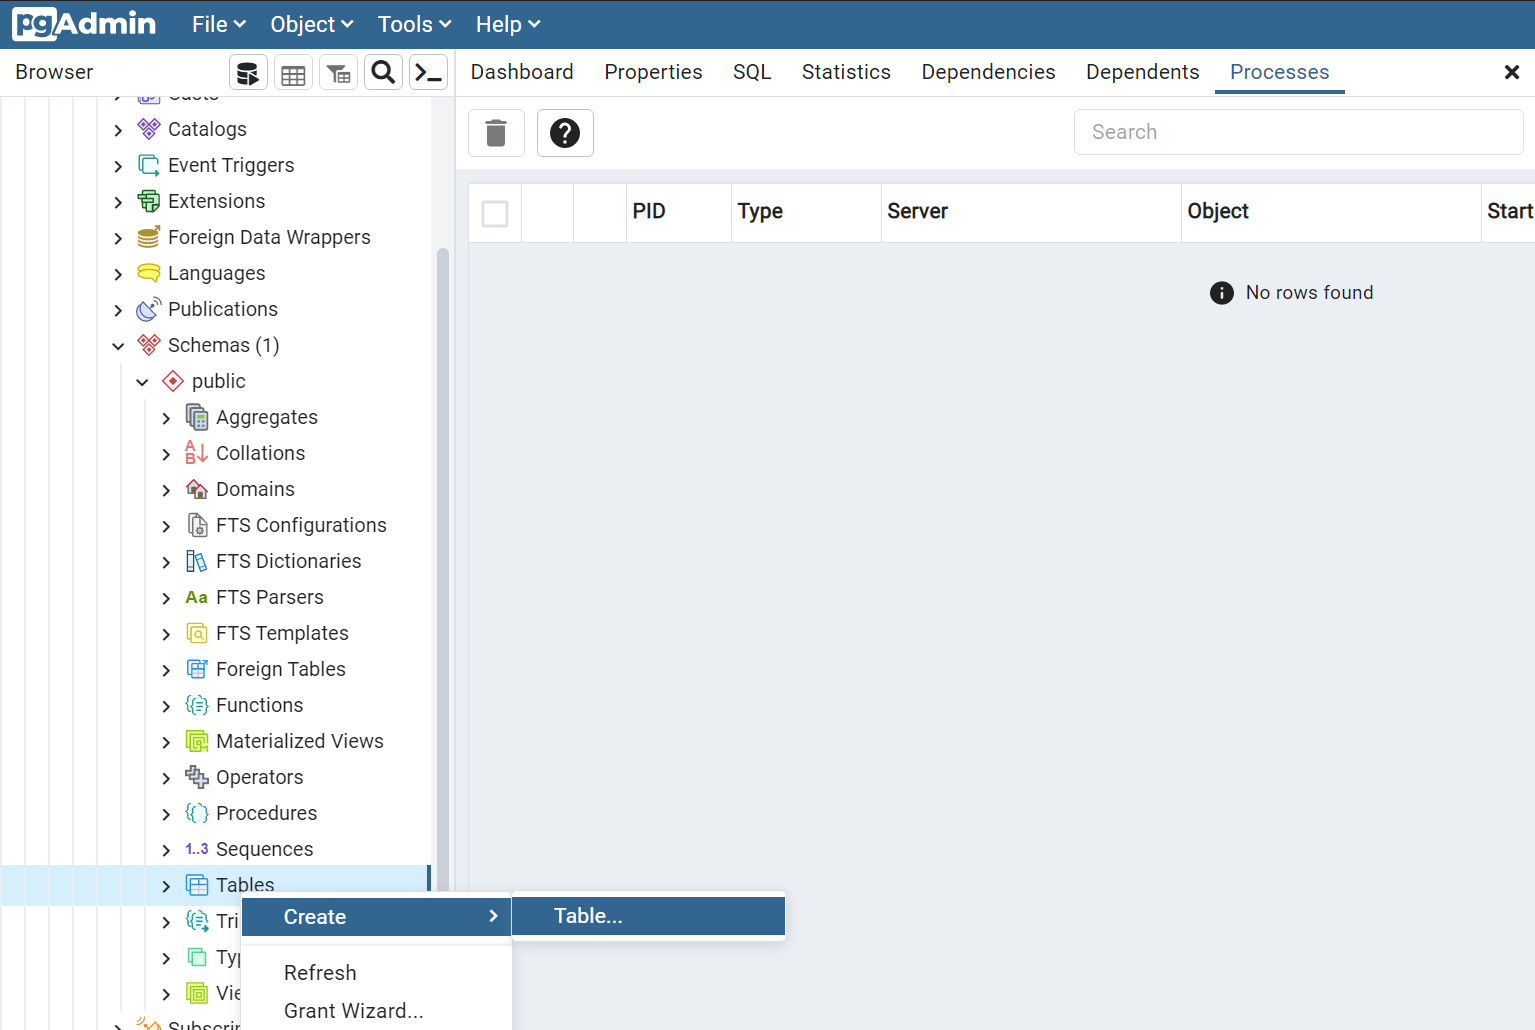 pgAdmin File Object Tools Help
Browser
Dashboard Properties SQL Statistics Dependencies Dependents Processes
Search
PID Type Server Object Start
No rows found
Casts
Catalogs
Event Triggers
Extensions
Foreign Data Wrappers
Languages
Publications
Schemas (1)
public
Aggregates
Collations
Domains
FTS Configurations
FTS Dictionaries
Aa FTS Parsers
FTS Templates
Foreign Tables
Functions
Materialized Views
Operators
Procedures
1..3 Sequences
Tables
Tri
Typ
Vie
Subscrip
Create
Table...
Refresh
Grant Wizard...